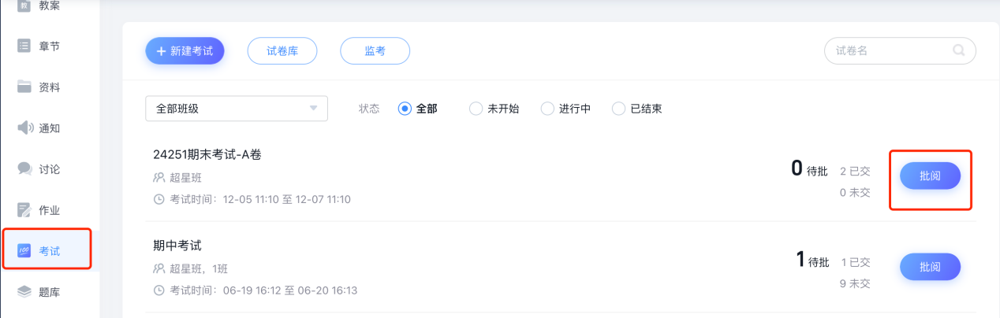 教 教案
章节
资料
通知
讨论
作业
100 考试
题库
+ 新建考试 试卷库 监考 试卷名
全部班级 状态 全部 未开始 进行中 已结束
24251期末考试-A卷
超星班
考试时间：12-05 11:10 至 12-07 11:10
0 待批 2 已交
0 未交
批阅
期中考试
超星班，1班
考试时间：06-19 16:12 至 06-20 16:13
1 待批 1 已交
9 未交
批阅